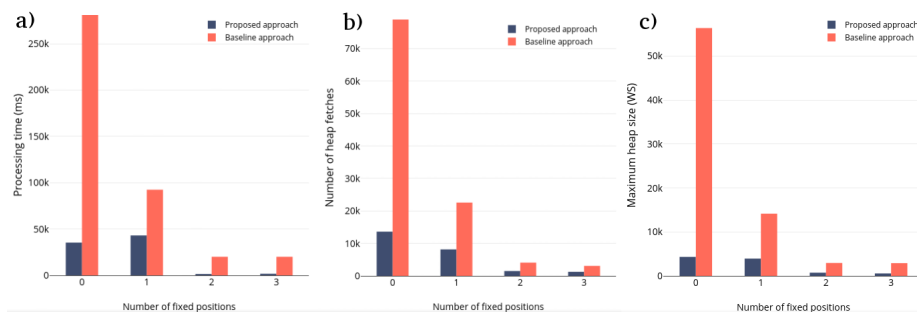 a)
Proposed approach
Baseline approach
Processing time (ms)
250k
200k
150k
100k
50k
0
0 1 2 3
Number of fixed positions
b)
Proposed approach
Baseline approach
Number of heap fetches
70k
60k
50k
40k
30k
20k
10k
0
0 1 2 3
Number of fixed positions
c)
Proposed approach
Baseline approach
Maximum heap size (WS)
50k
40k
30k
20k
10k
0
0 1 2 3
Number of fixed positions